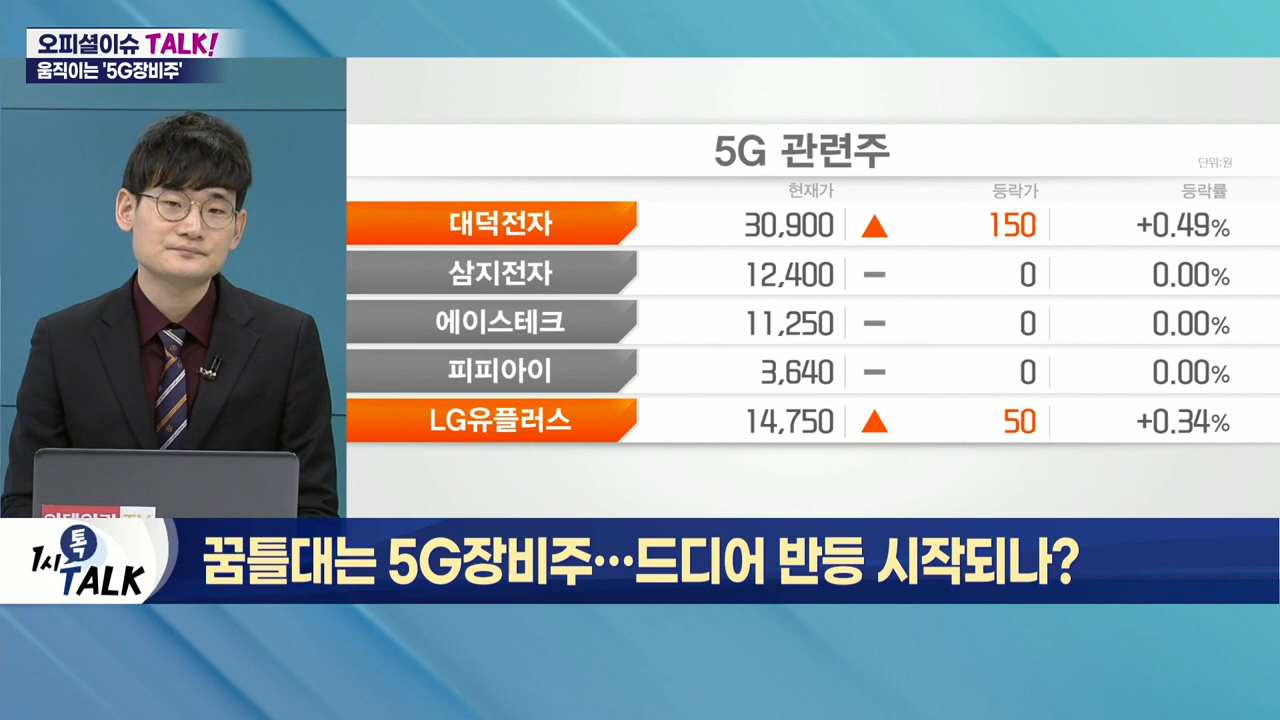 오피셜이슈 TALK!
움직이는 '5G장비주'
5G 관련주
단위:원
현재가 등락가 등락률
대덕전자 30,900 ▲ 150 +0.49%
삼지전자 12,400 - 0 0.00%
에이스테크 11,250 - 0 0.00%
피피아이 3,640 - 0 0.00%
LG유플러스 14,750 ▲ 50 +0.34%
1시 톡 TALK
꿈틀대는 5G장비주…드디어 반등 시작되나?